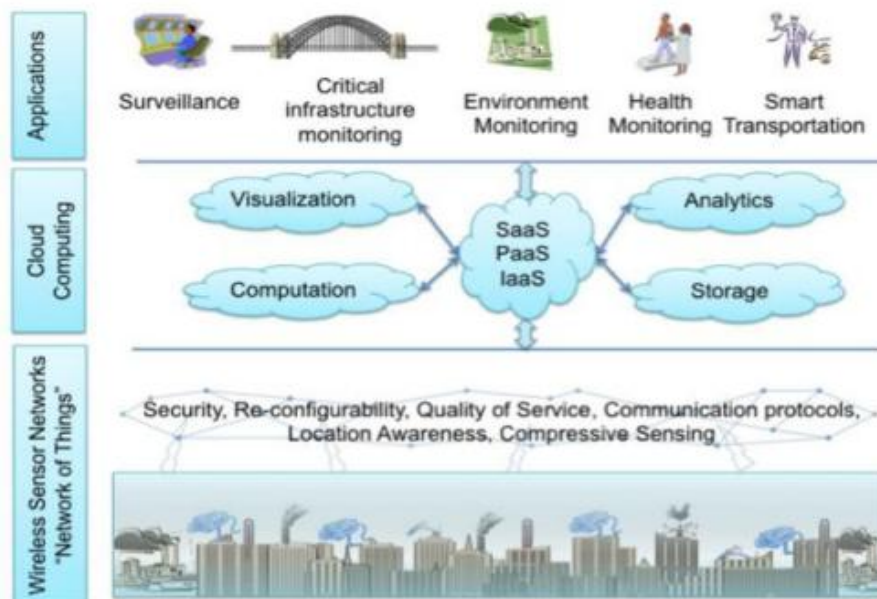 Applications
Surveillance
Critical
infrastructure
monitoring
Environment
Monitoring
Health
Monitoring
Smart
Transportation
Cloud
Computing
Visualization
Computation
SaaS
PaaS
IaaS
Analytics
Storage
Wireless Sensor Networks
"Network of Things"
Security, Re-configurability, Quality of Service, Communication protocols,
Location Awareness, Compressive Sensing